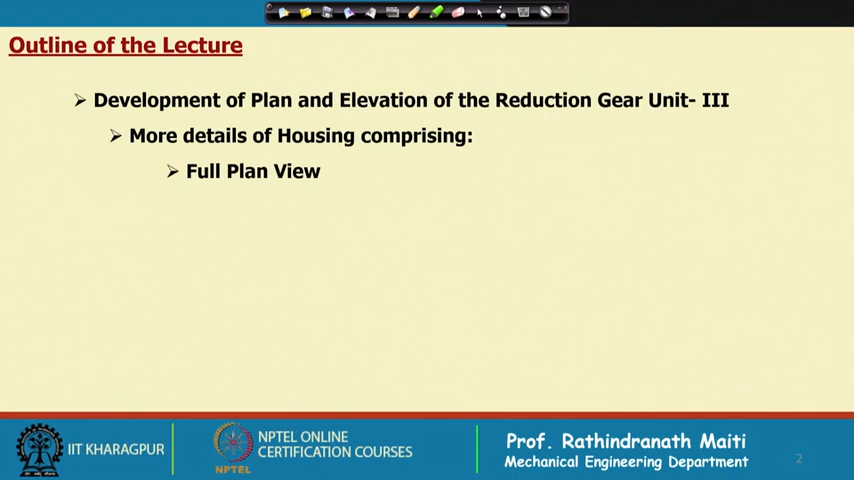 Outline of the Lecture
Development of Plan and Elevation of the Reduction Gear Unit- III
More details of Housing comprising:
Full Plan View
IIT KHARAGPUR
NPTEL
NPTEL ONLINE
CERTIFICATION COURSES
Prof. Rathindranath Maiti
Mechanical Engineering Department
2